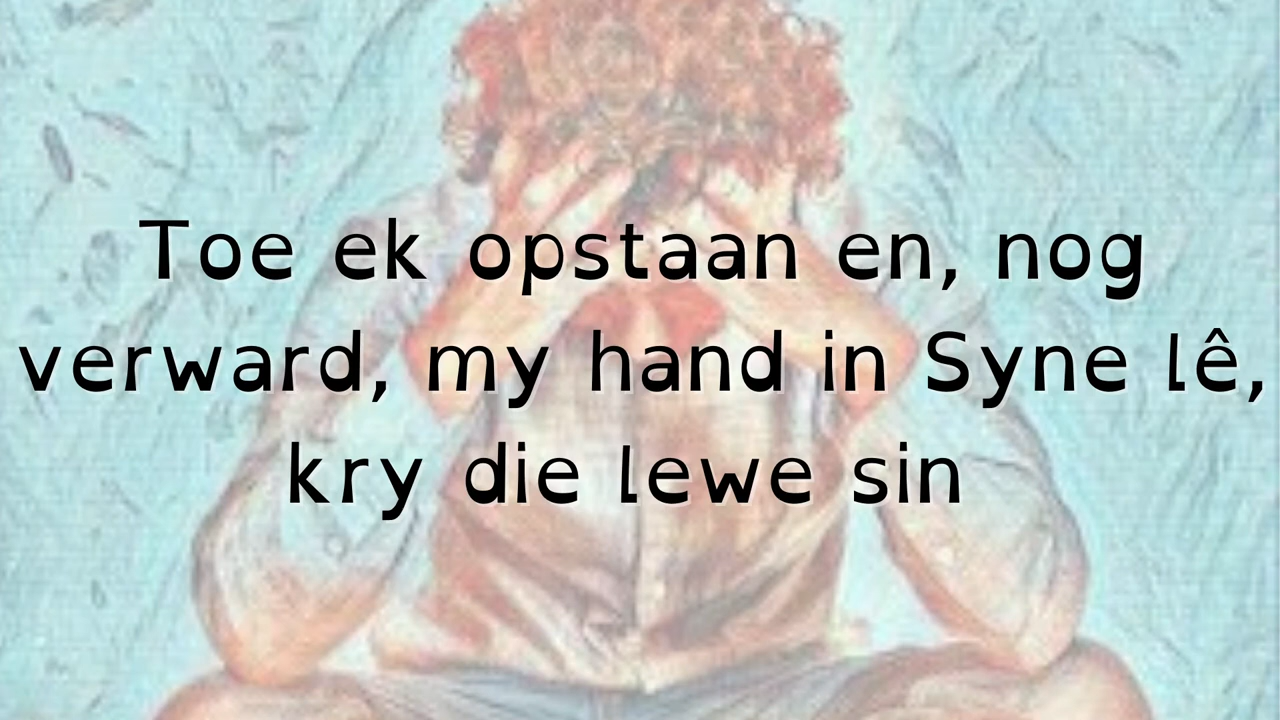 Toe ek opstaan en, nog
verward, my hand in Syne lê,
kry die lewe sin